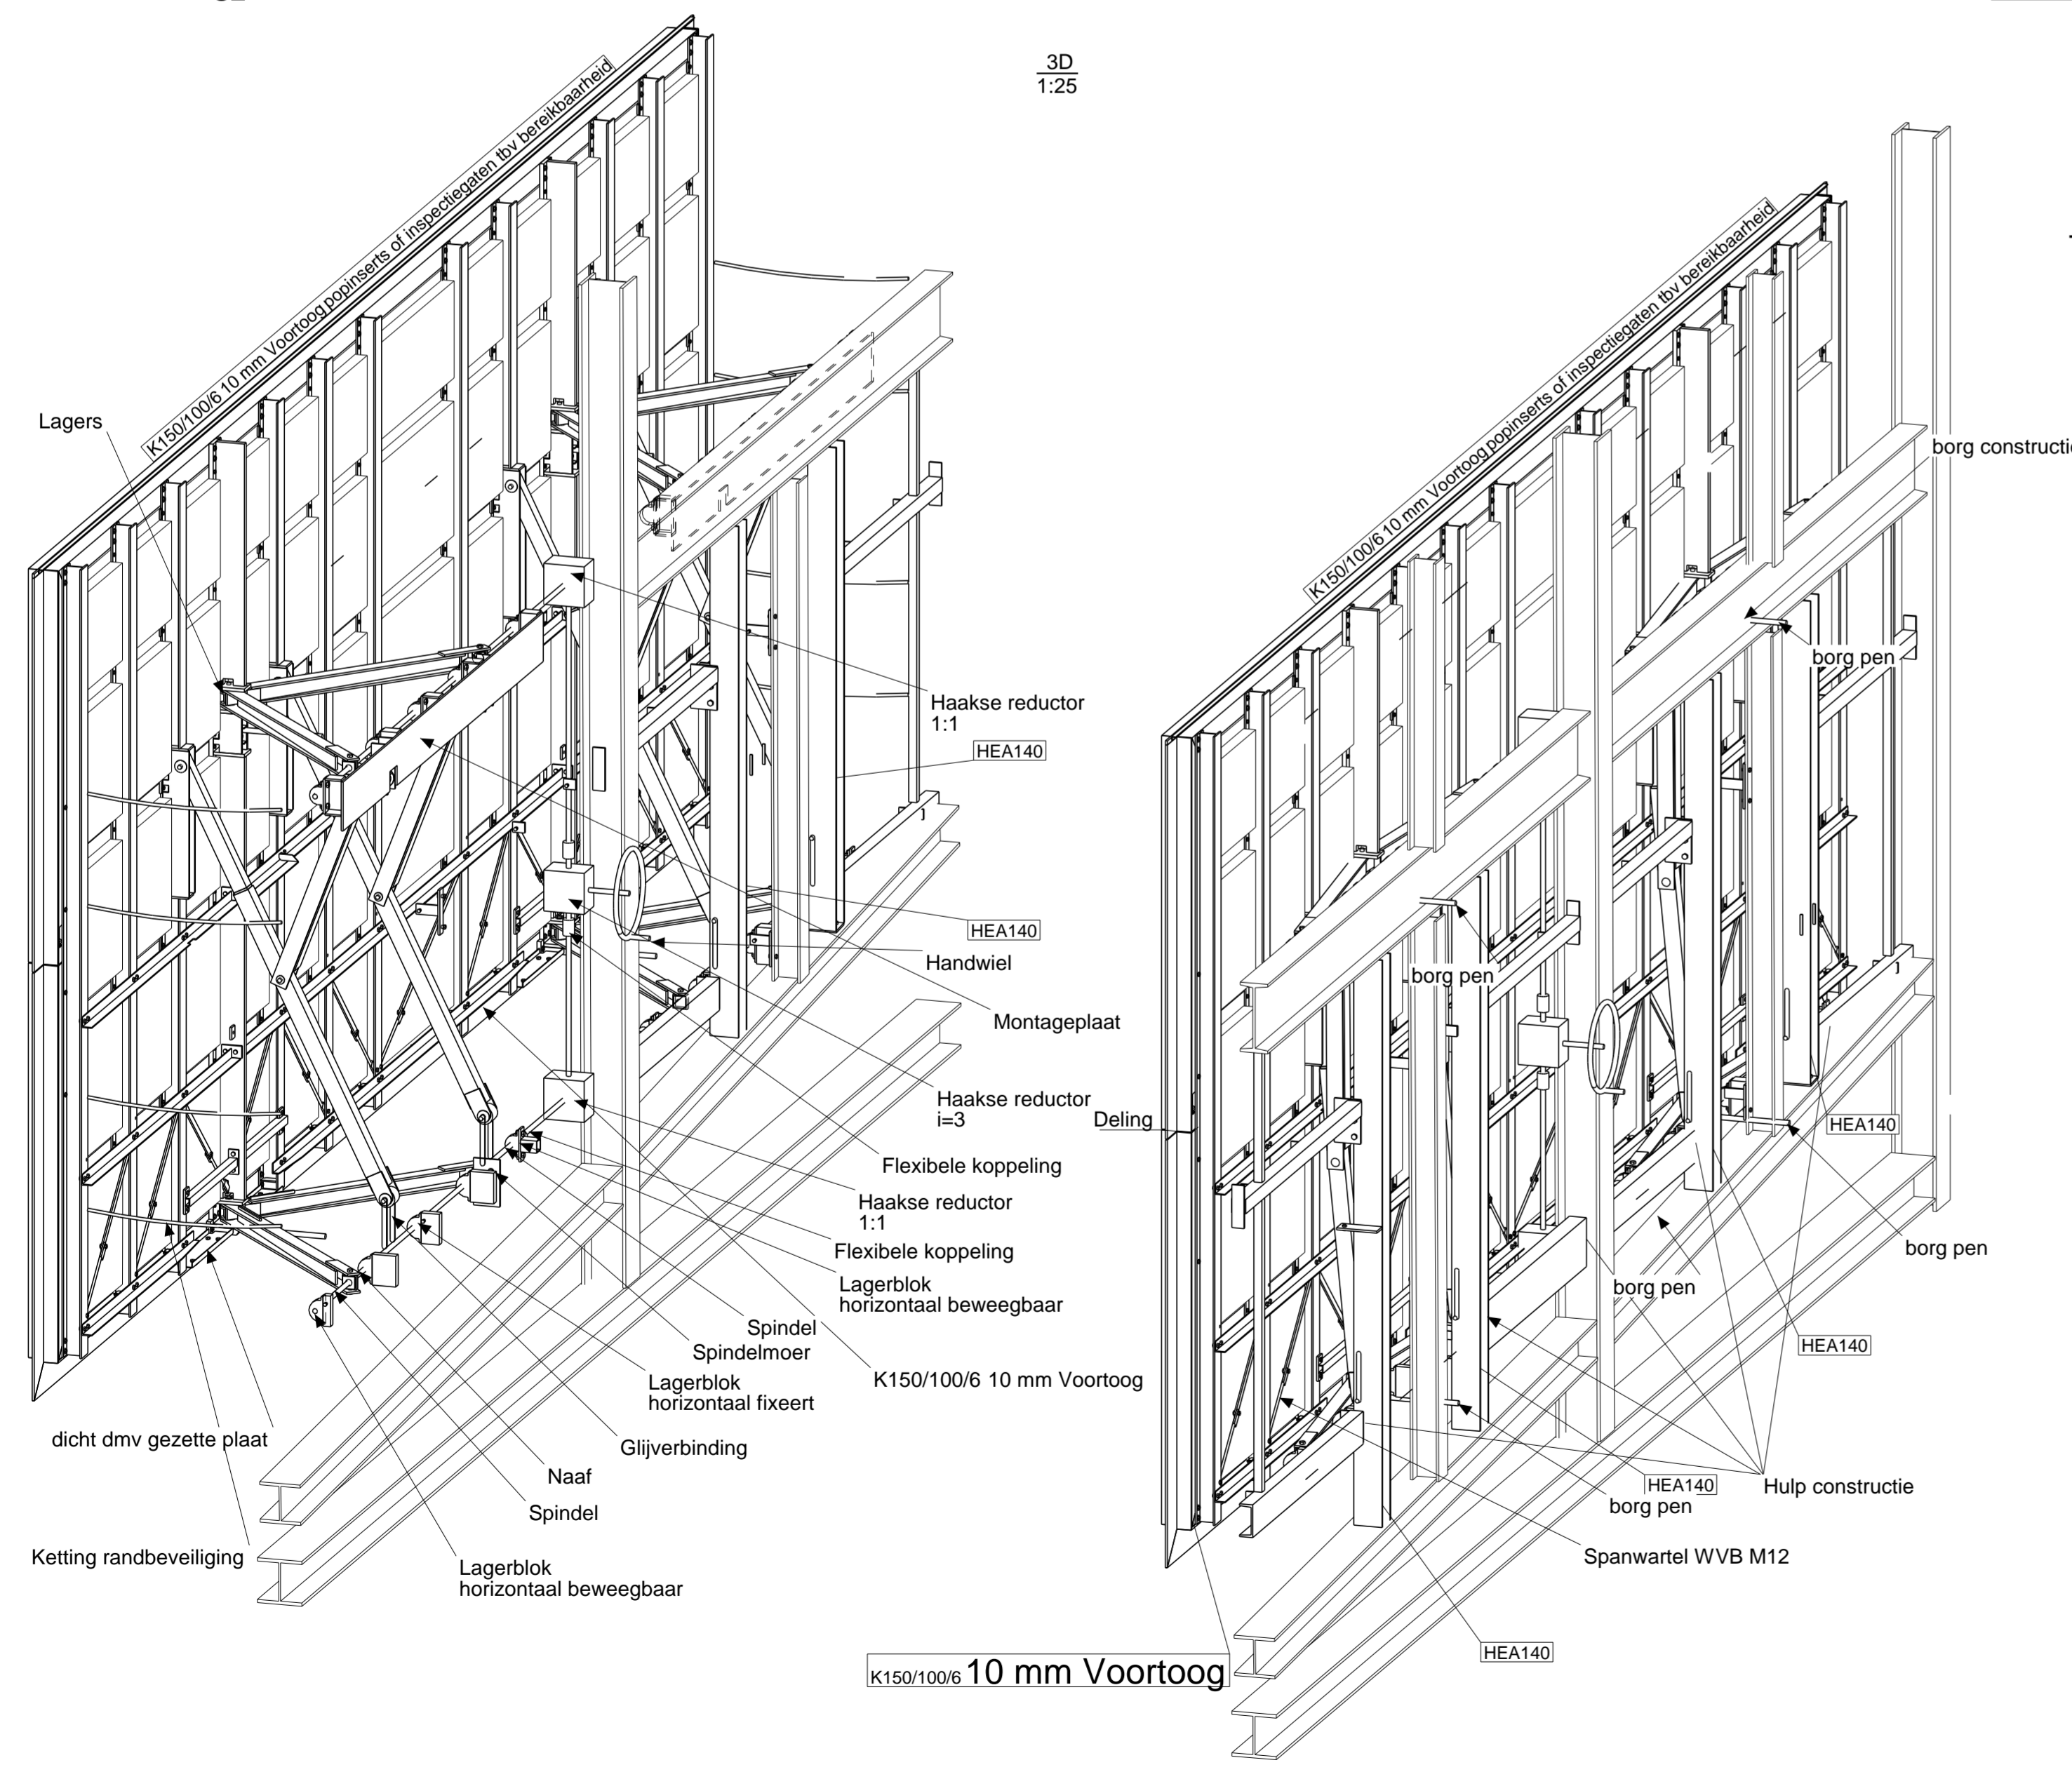 3D
1:25
K150/100/6 10 mm Voortoog popinserts of inspectiegaten tbv bereikbaarheid
Lagers
Haakse reductor
1:1
HEA140
HEA140
Handwiel
Montageplaat
Haakse reductor
i=3
Flexibele koppeling
Haakse reductor
1:1
Flexibele koppeling
Lagerblok
horizontaal beweegbaar
Spindel
Spindelmoer
K150/100/6 10 mm Voortoog
Lagerblok
horizontaal fixeert
Glijverbinding
dicht dmv gezette plaat
Naaf
Spindel
Ketting randbeveiliging
Lagerblok
horizontaal beweegbaar
K150/100/6 10 mm Voortoog popinserts of inspectiegaten tbv bereikbaarheid
borg constructie
borg pen
borg pen
Deling
HEA140
borg pen
borg pen
HEA140
HEA140
borg pen
Hulp constructie
Spanwartel WVB M12
HEA140
K150/100/6 10 mm Voortoog